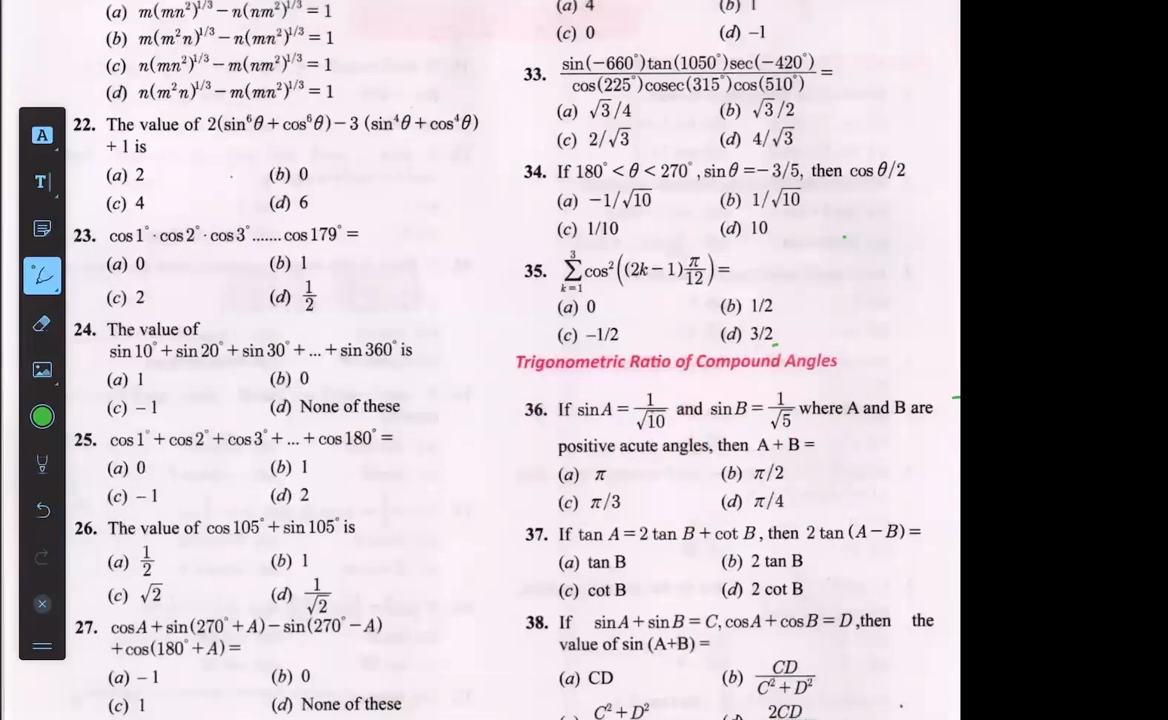 (a) m(mn²)^1/3 − n(nm²)^1/3 = 1
(b) m(m²n)^1/3 − n(mn²)^1/3 = 1
(c) n(mn²)^1/3 − m(nm²)^1/3 = 1
(d) n(m²n)^1/3 − m(mn²)^1/3 = 1
22. The value of 2(sin⁶θ + cos⁶θ) − 3 (sin⁴θ + cos⁴θ)
+ 1 is
(a) 2 (b) 0
(c) 4 (d) 6
23. cos 1° · cos 2° · cos 3° ....... cos 179° =
(a) 0 (b) 1
(c) 2 (d) 1/2
24. The value of
sin 10° + sin 20° + sin 30° + ... + sin 360° is
(a) 1 (b) 0
(c) − 1 (d) None of these
25. cos 1° + cos 2° + cos 3° + ... + cos 180° =
(a) 0 (b) 1
(c) − 1 (d) 2
26. The value of cos 105° + sin 105° is
(a) 1/2 (b) 1
(c) √2 (d) 1/√2
27. cos A + sin(270° + A) − sin(270° − A)
+ cos(180° + A) =
(a) − 1 (b) 0
(c) 1 (d) None of these
(a) 4 (b) 1
(c) 0 (d) −1
33. sin(−660°)tan(1050°)sec(−420°) / cos(225°)cosec(315°)cos(510°) =
(a) √3/4 (b) √3/2
(c) 2/√3 (d) 4/√3
34. If 180° < θ < 270°, sin θ = − 3/5, then cos θ/2
(a) −1/√10 (b) 1/√10
(c) 1/10 (d) 10
35. ∑_{k=1}^{3} cos²((2k − 1) π/12) =
(a) 0 (b) 1/2
(c) −1/2 (d) 3/2
Trigonometric Ratio of Compound Angles
36. If sin A = 1/√10 and sin B = 1/√5 where A and B are
positive acute angles, then A + B =
(a) π (b) π/2
(c) π/3 (d) π/4
37. If tan A = 2 tan B + cot B, then 2 tan (A − B) =
(a) tan B (b) 2 tan B
(c) cot B (d) 2 cot B
38. If sin A + sin B = C, cos A + cos B = D, then the
value of sin (A+B) =
(a) CD (b) CD / C² + D²
C² + D² 2CD
A
T